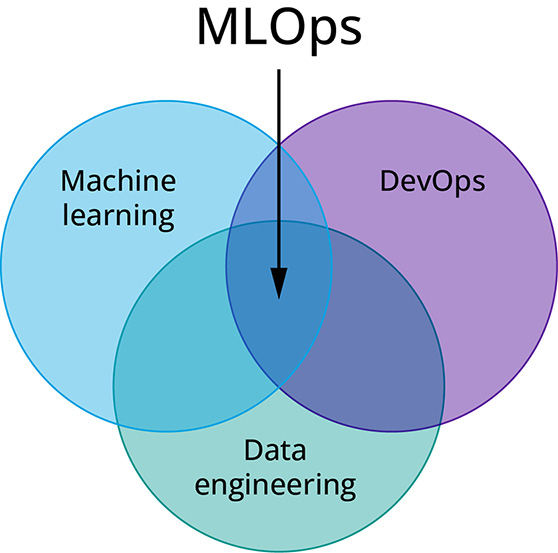 MLOps
Machine
learning
DevOps
Data
engineering